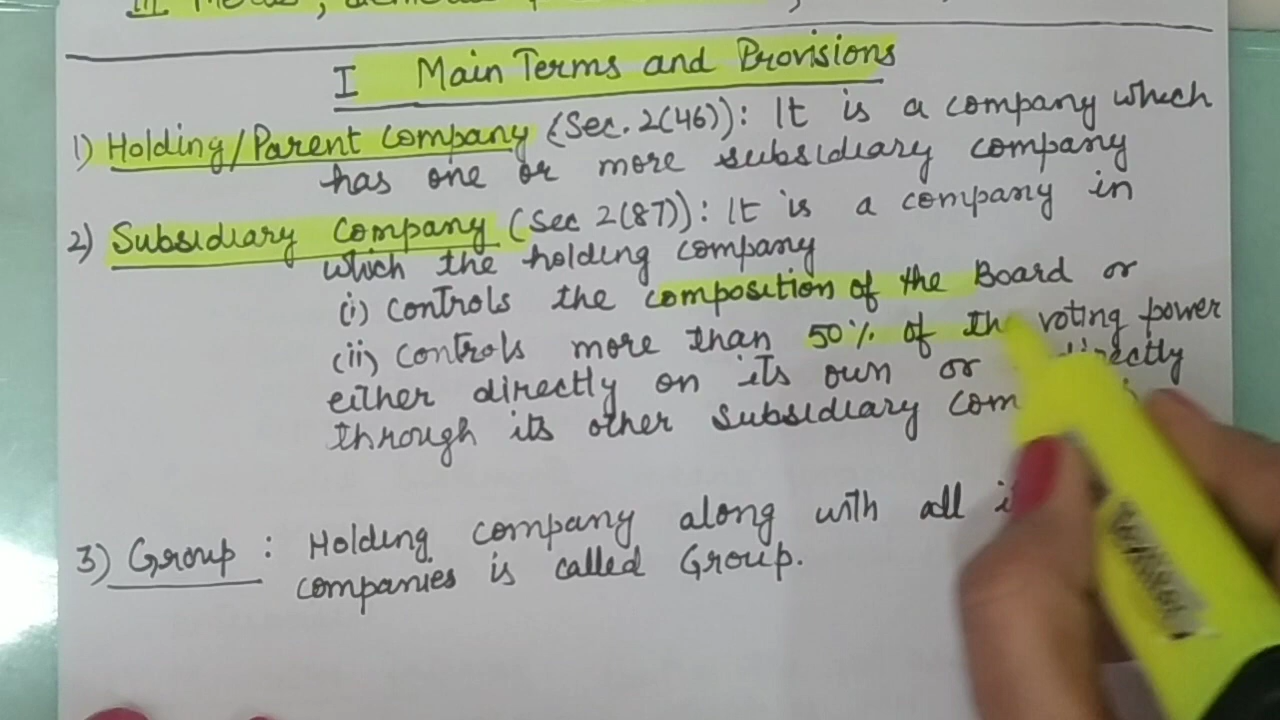 I Main Terms and Provisions
1) Holding/Parent Company (Sec. 2(46)): It is a company which
has one or more subsidiary company
2) Subsidiary Company (Sec 2(87)): It is a company in
which the holding company
(i) controls the composition of the Board or
(ii) controls more than 50% of the voting power
either directly on its own or
through its other subsidiary
3) Group : Holding company along with all
companies is called Group.